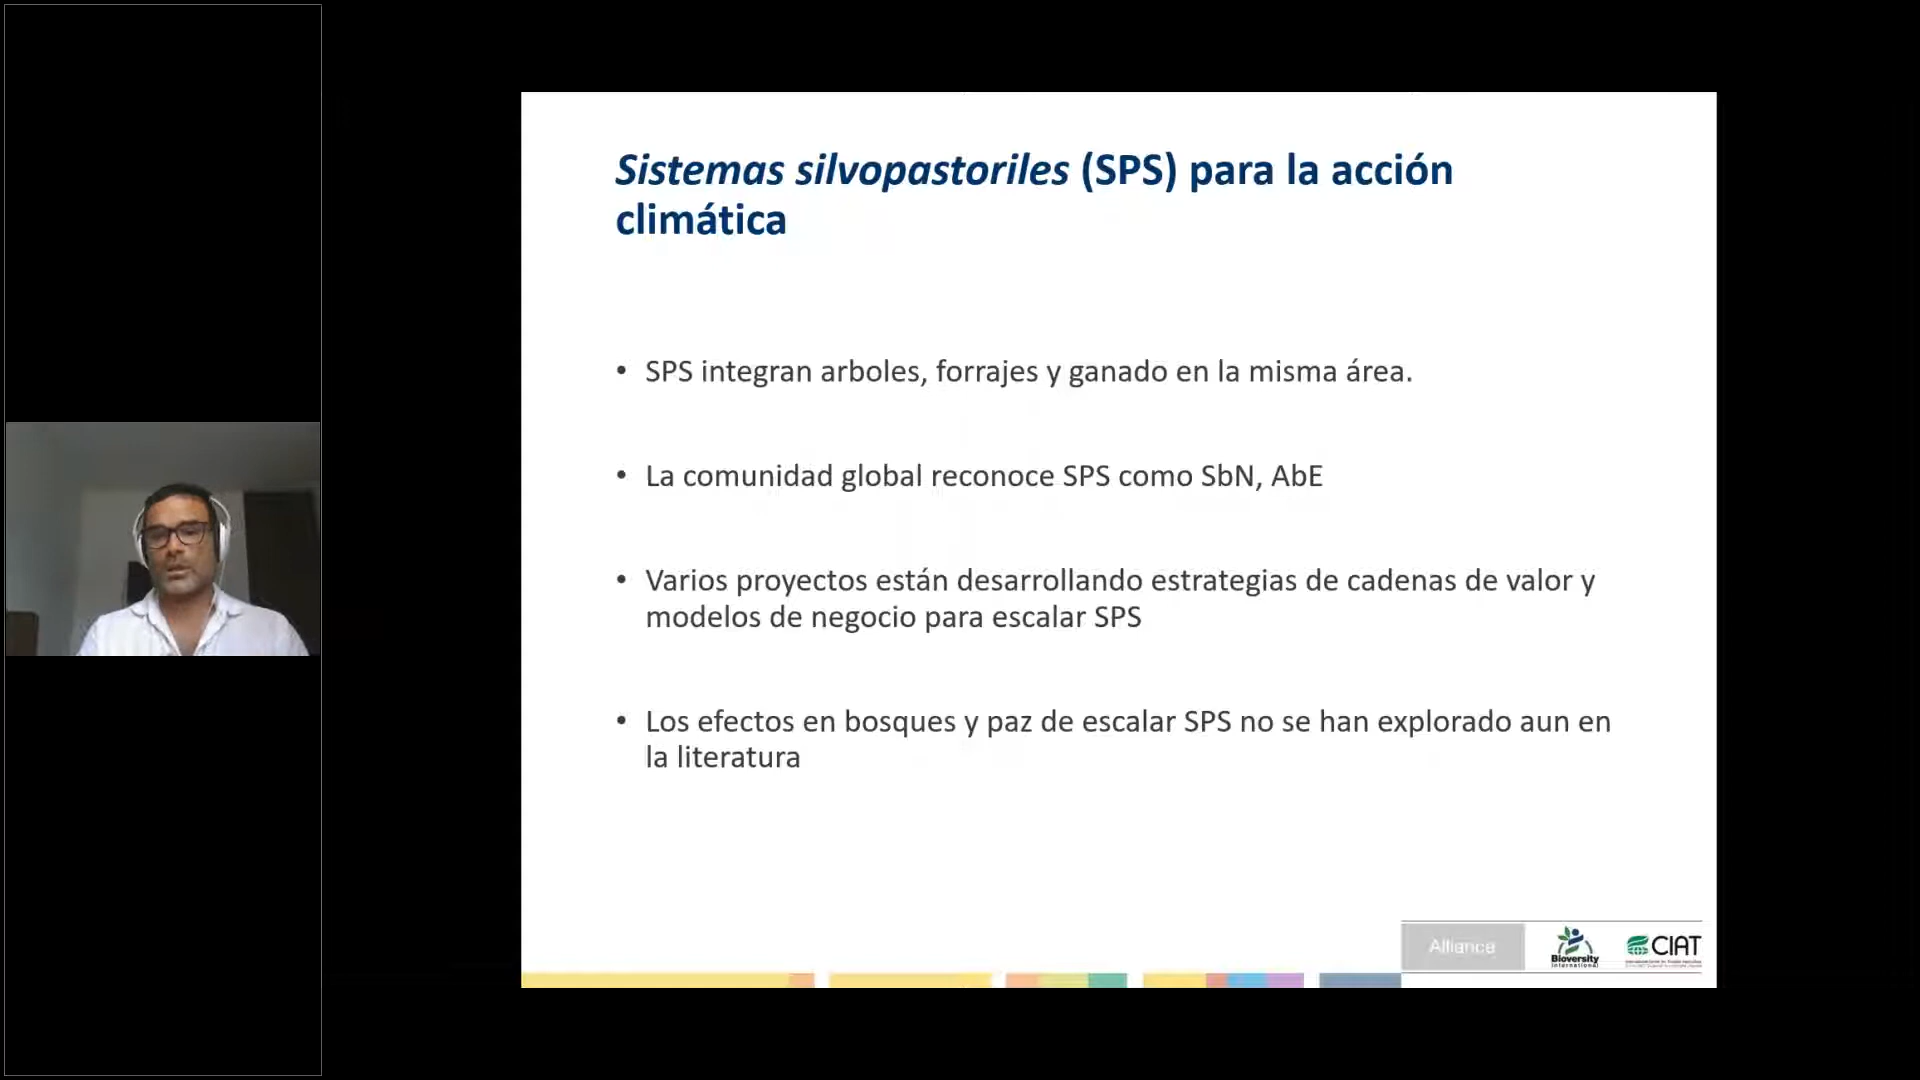 Sistemas silvopastoriles (SPS) para la acción
climática
• SPS integran arboles, forrajes y ganado en la misma área.
• La comunidad global reconoce SPS como SbN, AbE
• Varios proyectos están desarrollando estrategias de cadenas de valor y
modelos de negocio para escalar SPS
• Los efectos en bosques y paz de escalar SPS no se han explorado aun en
la literatura
Alliance
Bioversity
International
CIAT